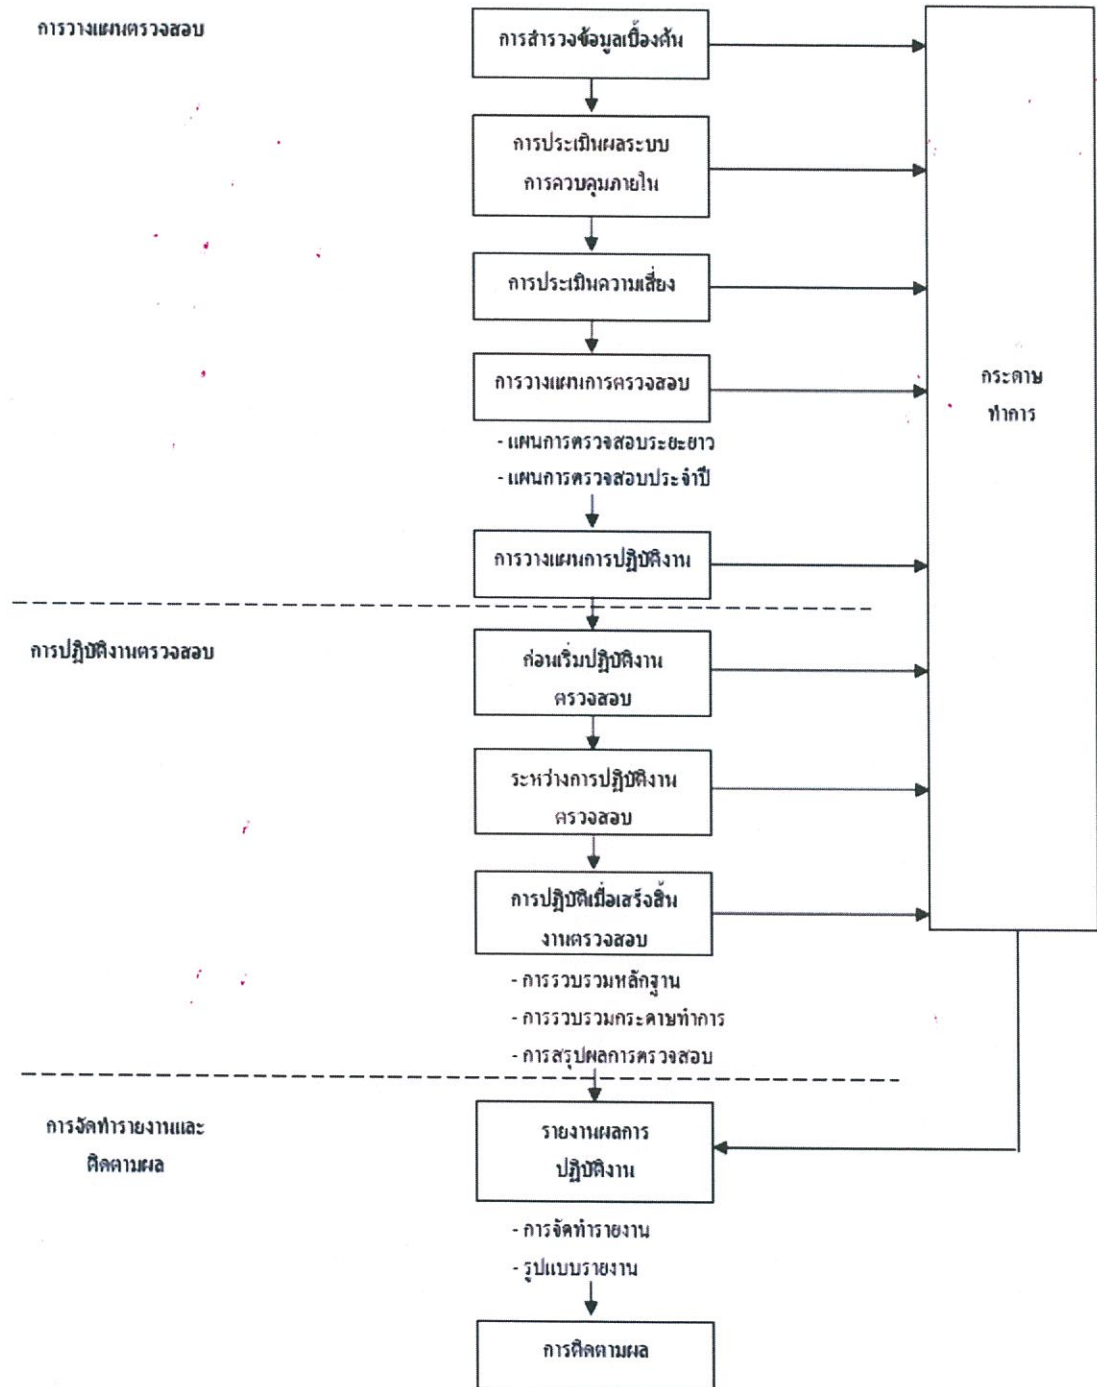 การวางแผนตรวจสอบ
การสำรวจข้อมูลเบื้องต้น
การประเมินผลระบบ
การควบคุมภายใน
การประเมินความเสี่ยง
การวางแผนการตรวจสอบ
- แผนการตรวจสอบระยะยาว
- แผนการตรวจสอบประจำปี
การวางแผนการปฏิบัติงาน
กระดาษ
ทำการ
การปฏิบัติงานตรวจสอบ
ก่อนเริ่มปฏิบัติงาน
ตรวจสอบ
ระหว่างการปฏิบัติงาน
ตรวจสอบ
การปฏิบัติเมื่อเสร็จสิ้น
งานตรวจสอบ
- การรวบรวมหลักฐาน
- การรวบรวมกระดาษทำการ
- การสรุปผลการตรวจสอบ
การจัดทำรายงานและ
ติดตามผล
รายงานผลการ
ปฏิบัติงาน
- การจัดทำรายงาน
- รูปแบบรายงาน
การติดตามผล